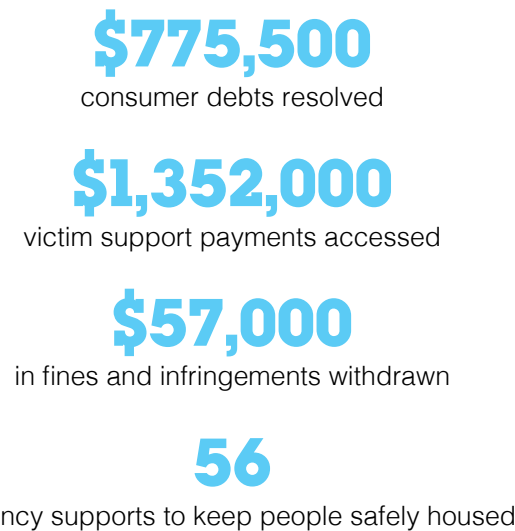 $775,500
consumer debts resolved
$1,352,000
victim support payments accessed
$57,000
in fines and infringements withdrawn
56
supports to keep people safely housed